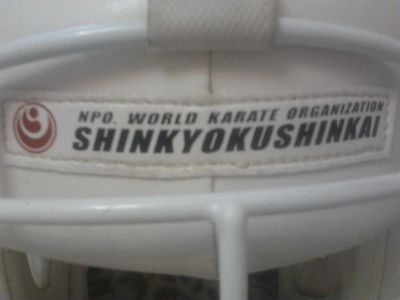 NPO. WORLD KARATE ORGANIZATION
SHINKYOKUSHINKAI